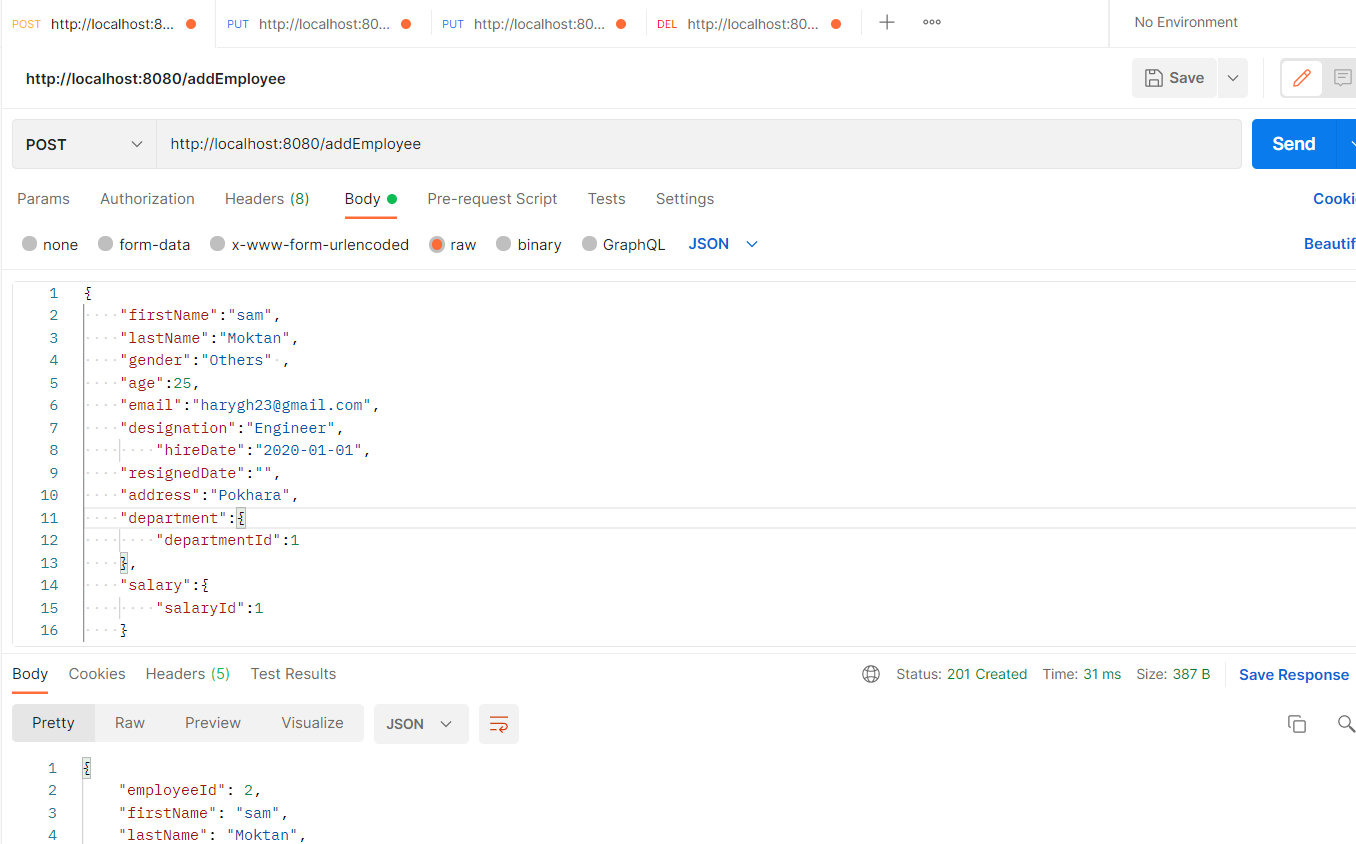 POST http://localhost:8... PUT http://localhost:80... PUT http://localhost:80... DEL http://localhost:80... + ooo No Environment
http://localhost:8080/addEmployee Save
POST http://localhost:8080/addEmployee Send
Params Authorization Headers (8) Body Pre-request Script Tests Settings Cooki
none form-data x-www-form-urlencoded raw binary GraphQL JSON Beautif
1 {
2 "firstName":"sam",
3 "lastName":"Moktan",
4 "gender":"Others" ,
5 "age":25,
6 "email":"harygh23@gmail.com",
7 "designation":"Engineer",
8 "hireDate":"2020-01-01",
9 "resignedDate":"",
10 "address":"Pokhara",
11 "department":{
12 "departmentId":1
13 },
14 "salary":{
15 "salaryId":1
16 }
Body Cookies Headers (5) Test Results Status: 201 Created Time: 31 ms Size: 387 B Save Response
Pretty Raw Preview Visualize JSON
1 {
2 "employeeId": 2,
3 "firstName": "sam",
4 "lastName": "Moktan",